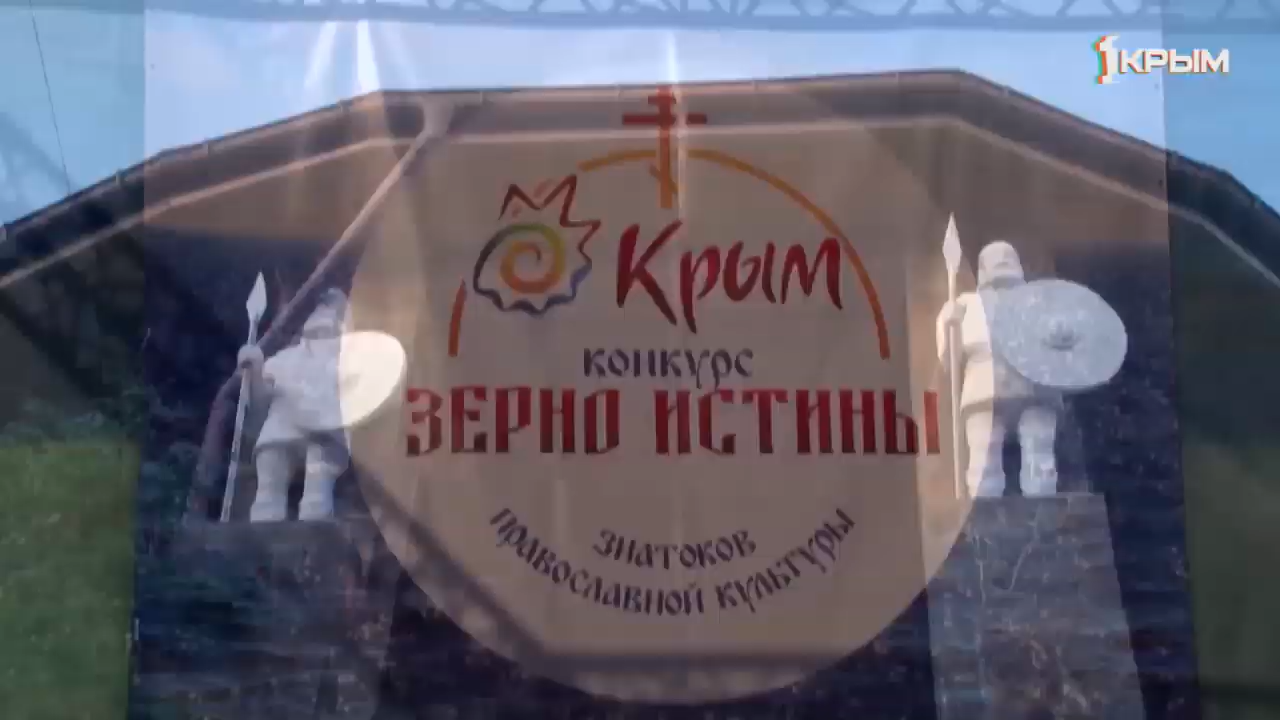 1КРЫМ
Крым
конкурс
ЗЕРНО ИСТИНЫ
знатоков
православной культуры